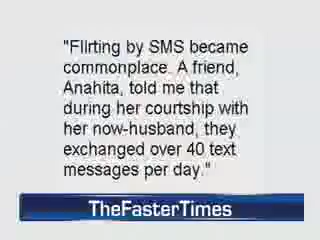 "Flirting by SMS became
commonplace. A friend,
Anahita, told me that
during her courtship with
her now-husband, they
exchanged over 40 text
messages per day."
TheFasterTimes